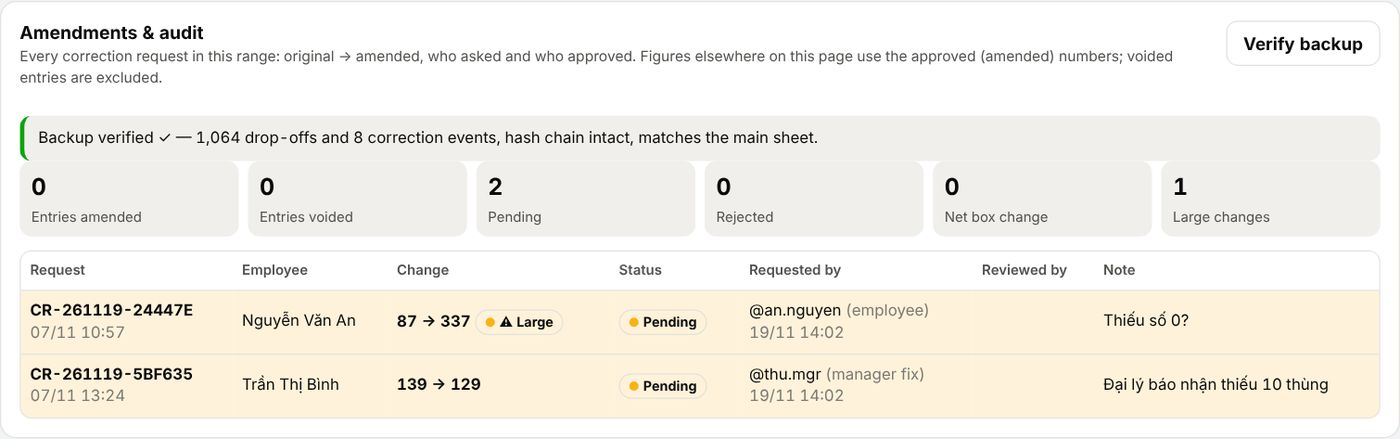 Amendments & audit
Every correction request in this range: original → amended, who asked and who approved. Figures elsewhere on this page use the approved (amended) numbers; voided
entries are excluded.
Verify backup
Backup verified ✓ — 1,064 drop-offs and 8 correction events, hash chain intact, matches the main sheet.
0
Entries amended
0
Entries voided
2
Pending
0
Rejected
0
Net box change
1
Large changes
Request Employee Change Status Requested by Reviewed by Note
CR-261119-24447E
07/11 10:57
Nguyễn Văn An
87 → 337 ⚠ Large
Pending
@an.nguyen (employee)
19/11 14:02
Thiếu số 0?
CR-261119-5BF635
07/11 13:24
Trần Thị Bình
139 → 129
Pending
@thu.mgr (manager fix)
19/11 14:02
Đại lý báo nhận thiếu 10 thùng